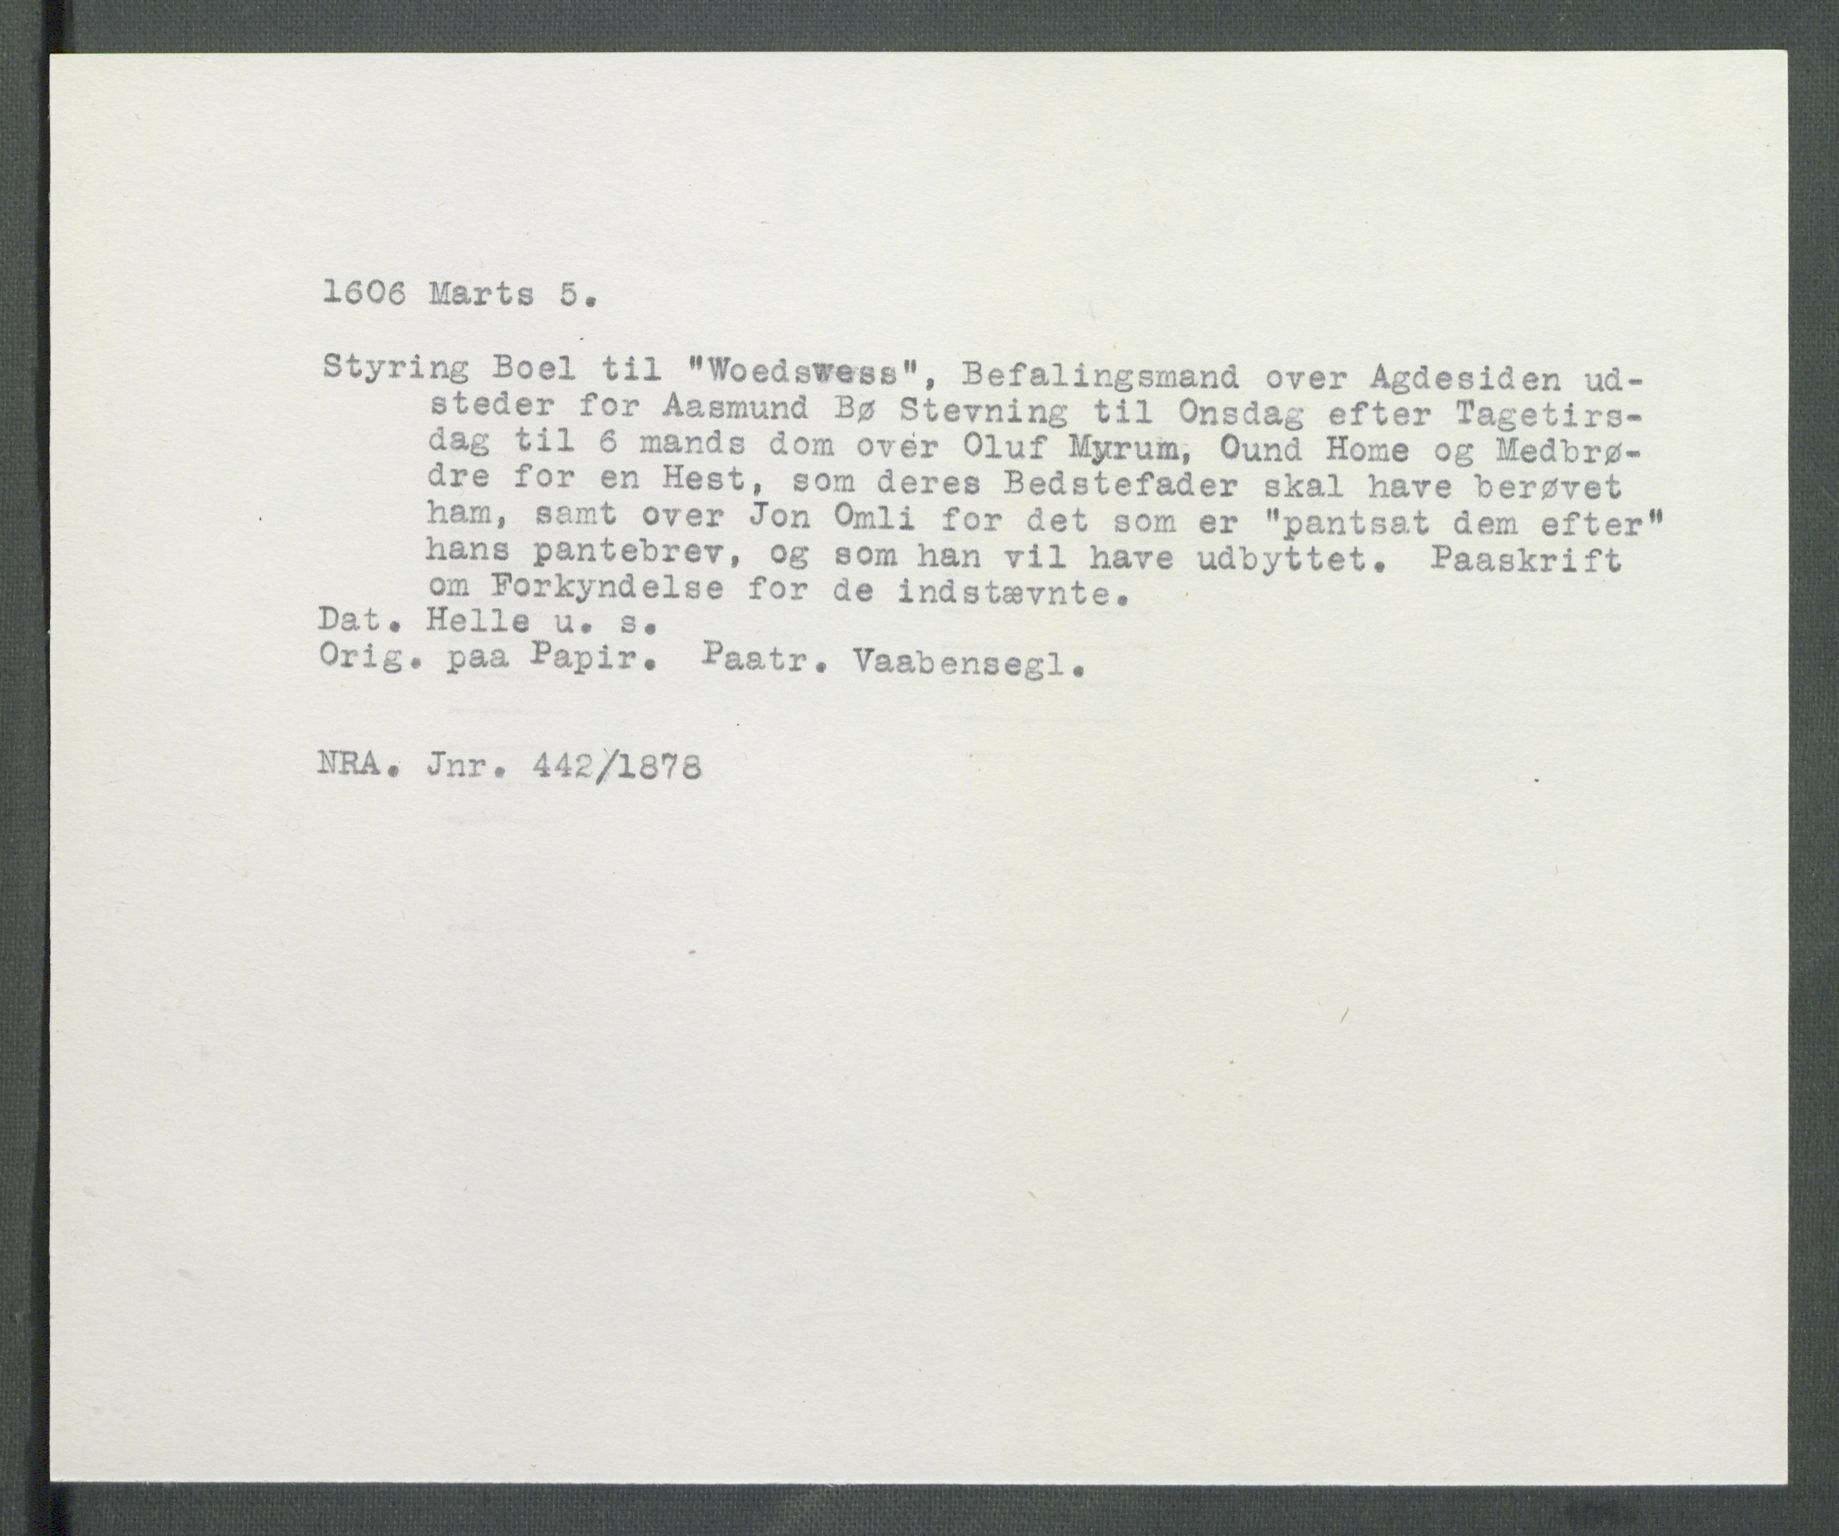 1606 Marts 5.
Styring Boel til "Woedswess", Befalingsmand over Agdesiden ud-
steder for Aasmund Bø Stevning til Onsdag efter Tagetirs-
dag til 6 mands dom over Oluf Myrum, Ound Home og Medbrø-
dre for en Hest, som deres Bedstefader skal have berøvet
ham, samt over Jon Omli for det som er "pantsat dem efter"
hans pantebrev, og som han vil have udbyttet.  Paaskrift
om Forkyndelse for de indstævnte.
Dat. Helle u. s.
Orig. paa Papir.  Paatr. Vaabensegl.
NRA. Jnr. 442/1878